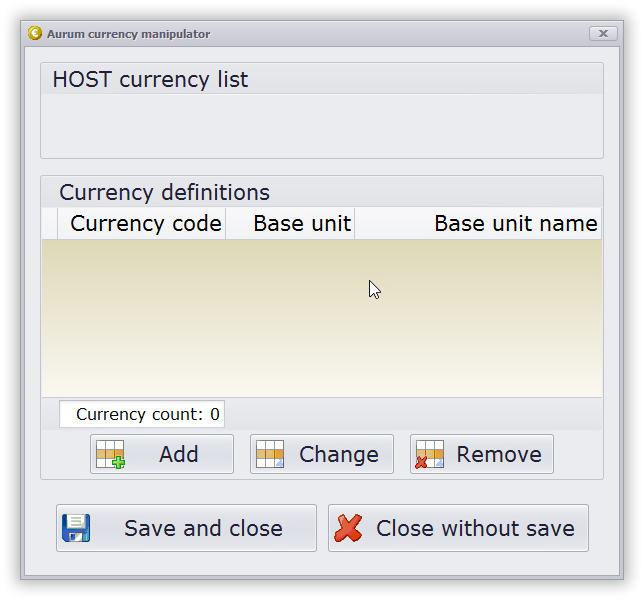 Aurum currency manipulator
HOST currency list
Currency definitions
Currency code Base unit Base unit name
Currency count: 0
Add Change Remove
Save and close Close without save